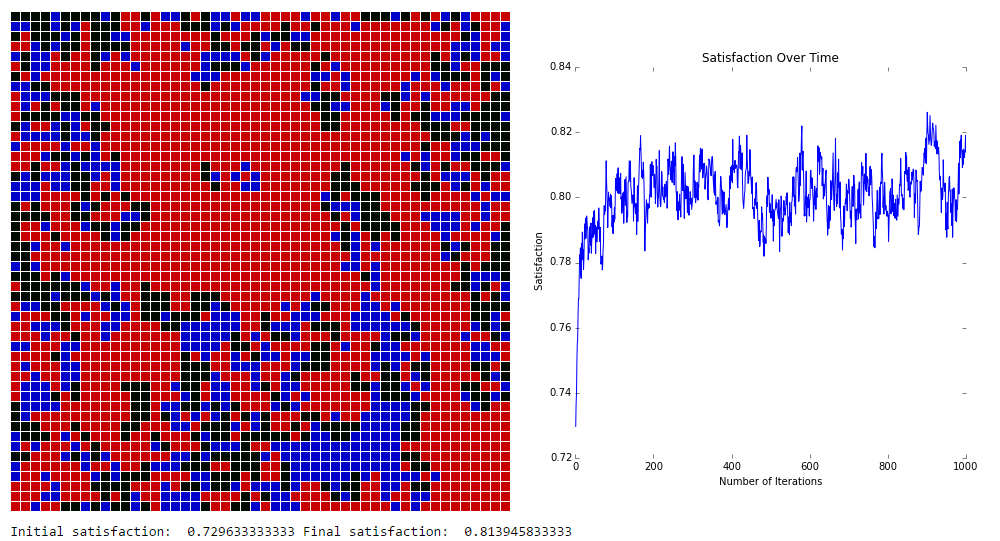 Satisfaction Over Time
0.84
0.82
0.80
0.78
0.76
0.74
0.72
Satisfaction
0 200 400 600 800 1000
Number of Iterations
Initial satisfaction: 0.729633333333 Final satisfaction: 0.813945833333